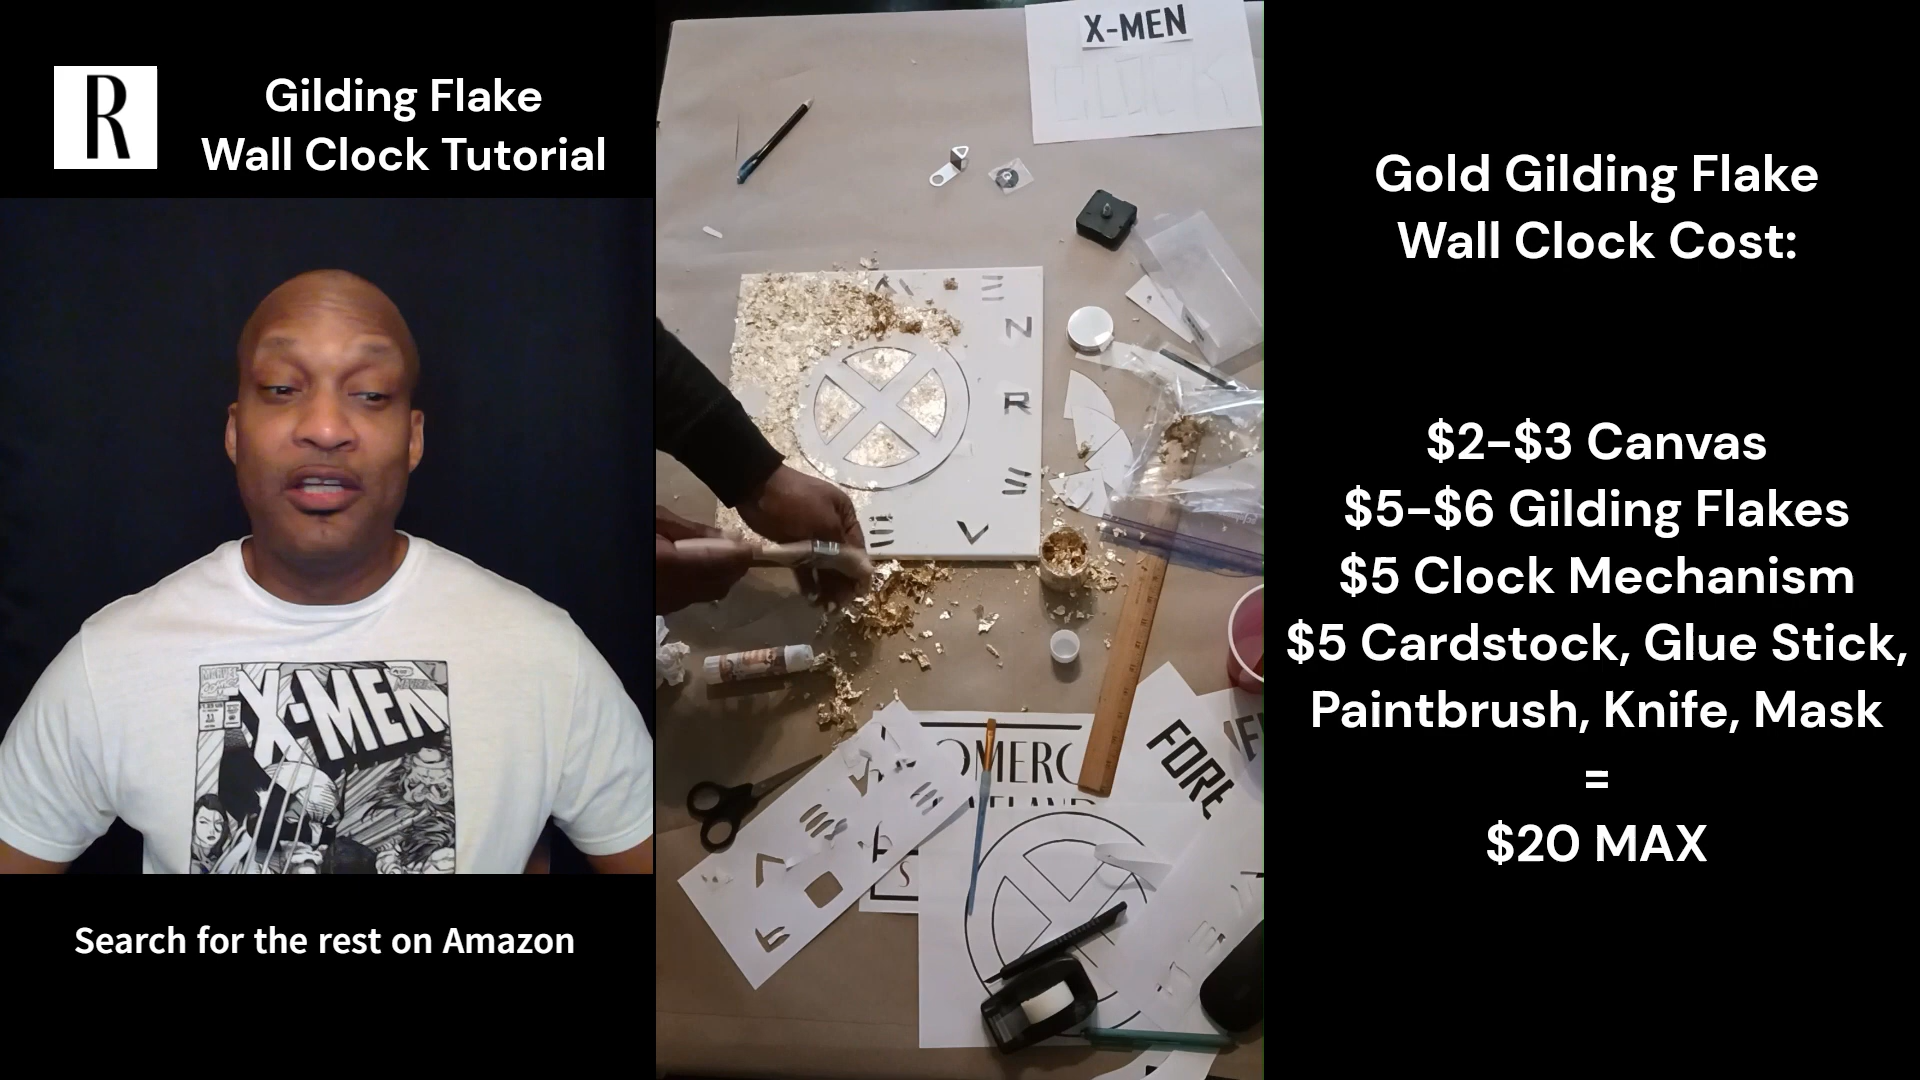 R
Gilding Flake
Wall Clock Tutorial
X-MEN
Search for the rest on Amazon
X-MEN
CLOCK
N
R
V
FORE
Gold Gilding Flake
Wall Clock Cost:
$2-$3 Canvas
$5-$6 Gilding Flakes
$5 Clock Mechanism
$5 Cardstock, Glue Stick,
Paintbrush, Knife, Mask
=
$20 MAX